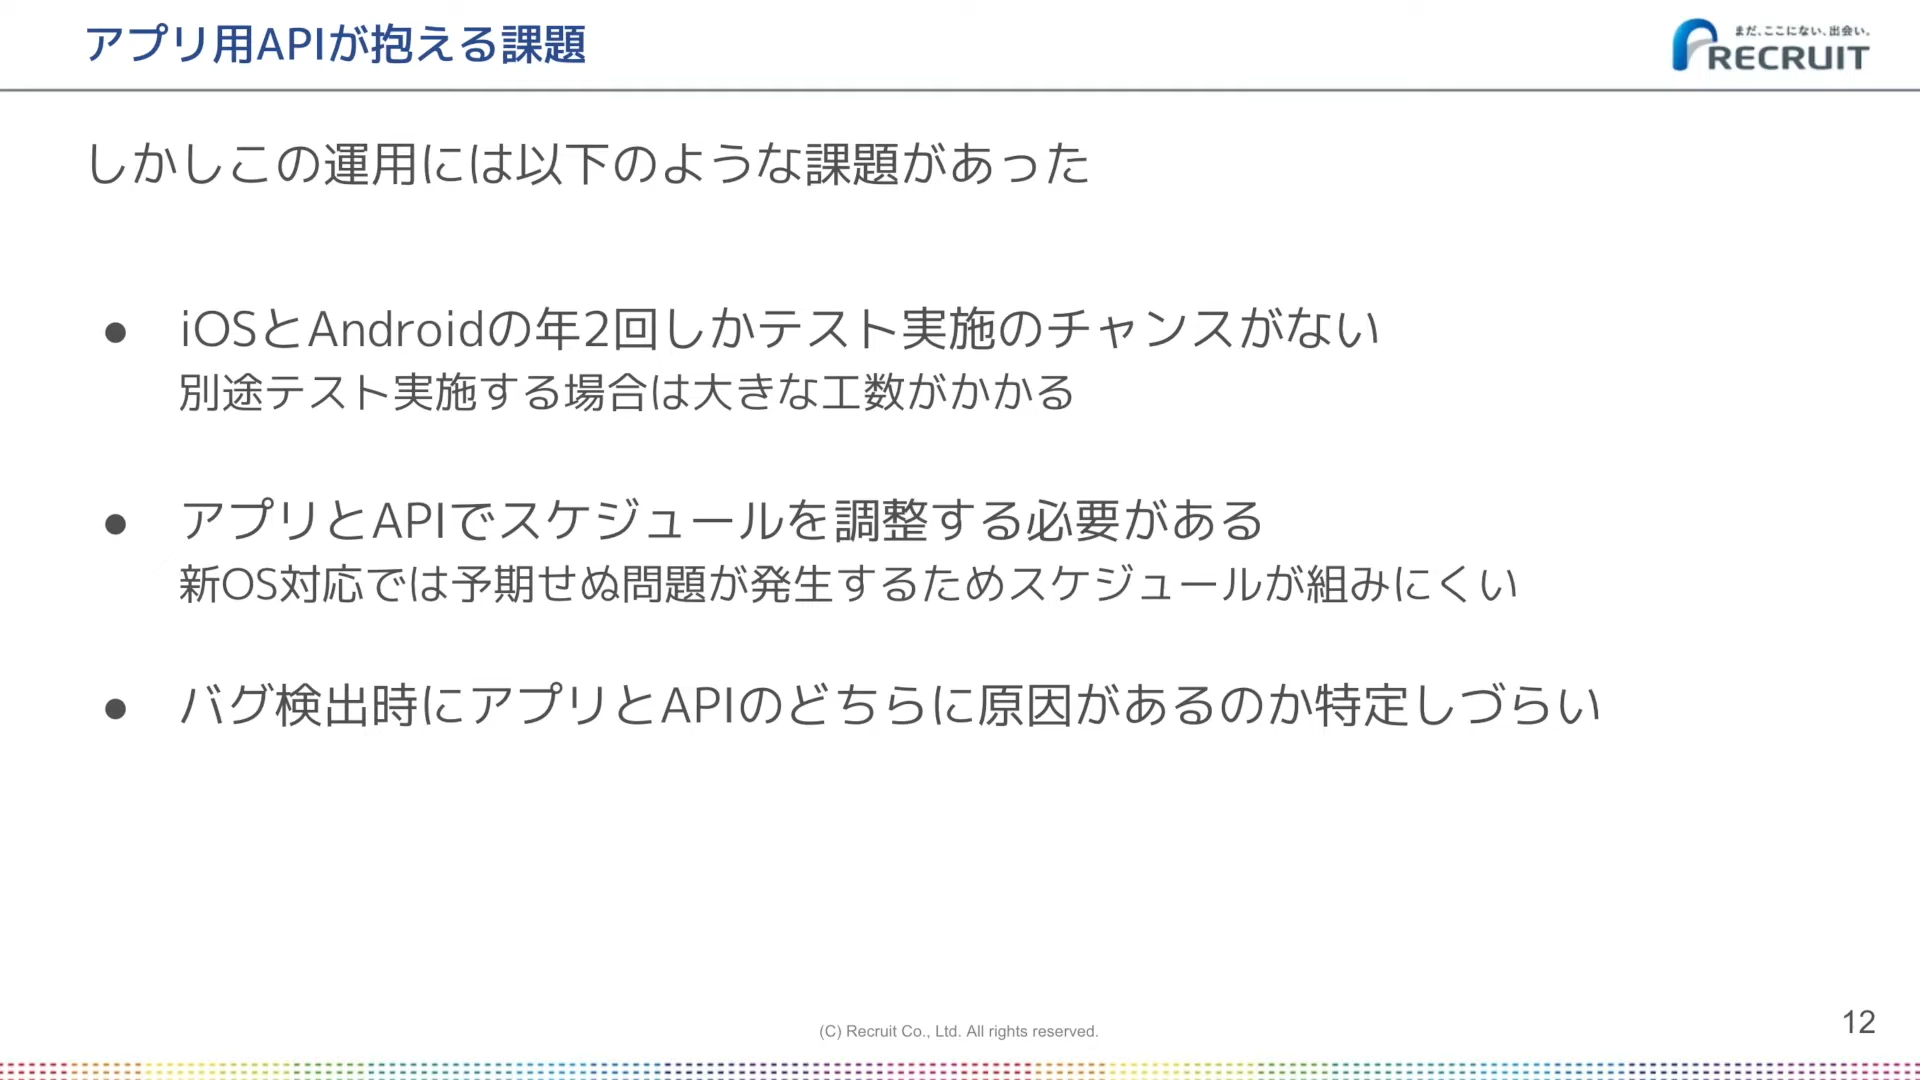 アプリ用APIが抱える課題
まだ、ここにない、出会い。
RECRUIT
しかしこの運用には以下のような課題があった
● iOSとAndroidの年2回しかテスト実施のチャンスがない
別途テスト実施する場合は大きな工数がかかる
● アプリとAPIでスケジュールを調整する必要がある
新OS対応では予期せぬ問題が発生するためスケジュールが組みにくい
● バグ検出時にアプリとAPIのどちらに原因があるのか特定しづらい
(C) Recruit Co., Ltd. All rights reserved.
12